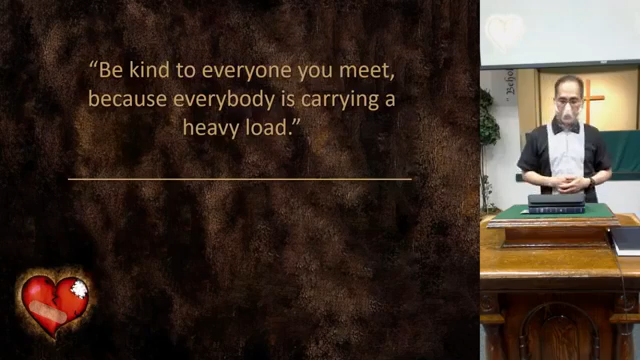 “Be kind to everyone you meet,
because everybody is carrying a
heavy load.”